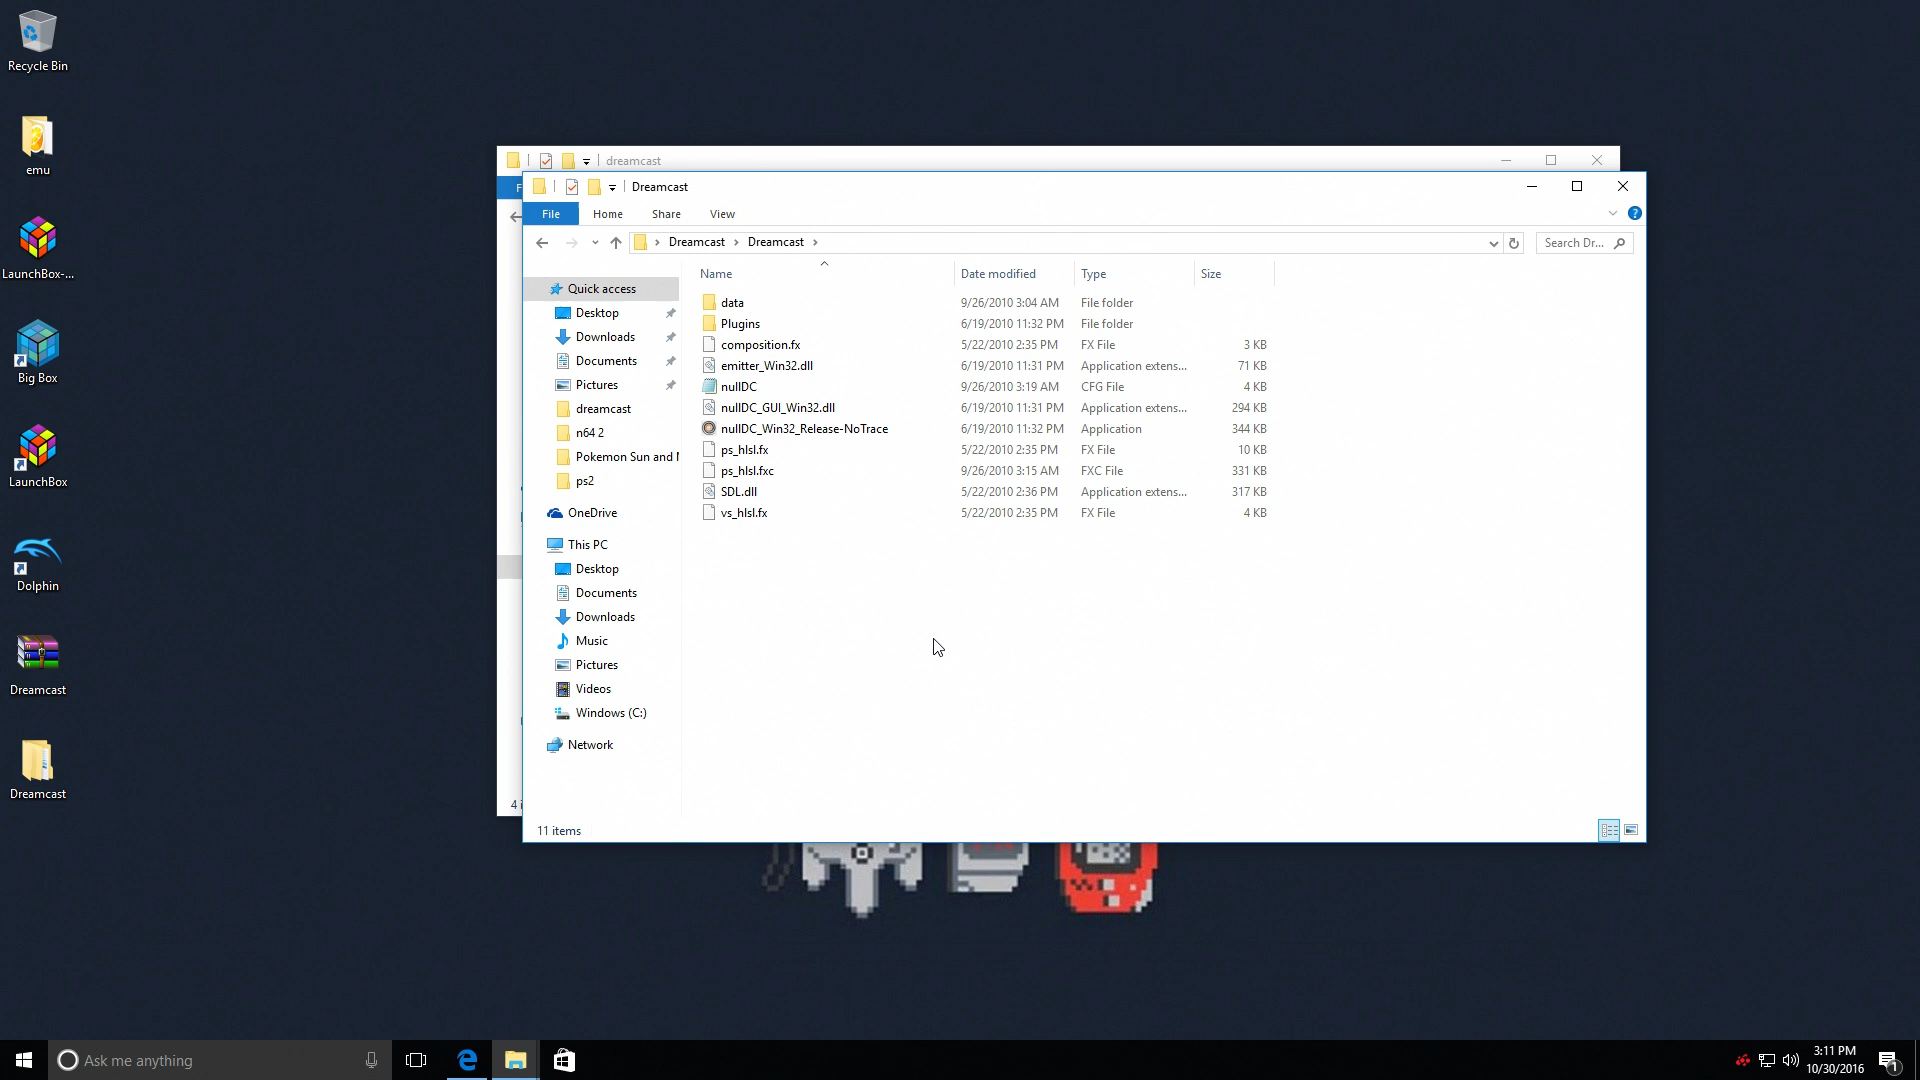 Recycle Bin
emu
LaunchBox-...
Big Box
LaunchBox
Dolphin
Dreamcast
Dreamcast
dreamcast
F
4 i
Dreamcast
File Home Share View
Dreamcast > Dreamcast >
Search Dr...
Name Date modified Type Size
Quick access
Desktop
Downloads
Documents
Pictures
dreamcast
n64 2
Pokemon Sun and M
ps2
OneDrive
This PC
Desktop
Documents
Downloads
Music
Pictures
Videos
Windows (C:)
Network
data 9/26/2010 3:04 AM File folder
Plugins 6/19/2010 11:32 PM File folder
composition.fx 5/22/2010 2:35 PM FX File 3 KB
emitter_Win32.dll 6/19/2010 11:31 PM Application extens... 71 KB
nullDC 9/26/2010 3:19 AM CFG File 4 KB
nullDC_GUI_Win32.dll 6/19/2010 11:31 PM Application extens... 294 KB
nullDC_Win32_Release-NoTrace 6/19/2010 11:32 PM Application 344 KB
ps_hlsl.fx 5/22/2010 2:35 PM FX File 10 KB
ps_hlsl.fxc 9/26/2010 3:15 AM FXC File 331 KB
SDL.dll 5/22/2010 2:36 PM Application extens... 317 KB
vs_hlsl.fx 5/22/2010 2:35 PM FX File 4 KB
11 items
Ask me anything
3:11 PM
10/30/2016
1